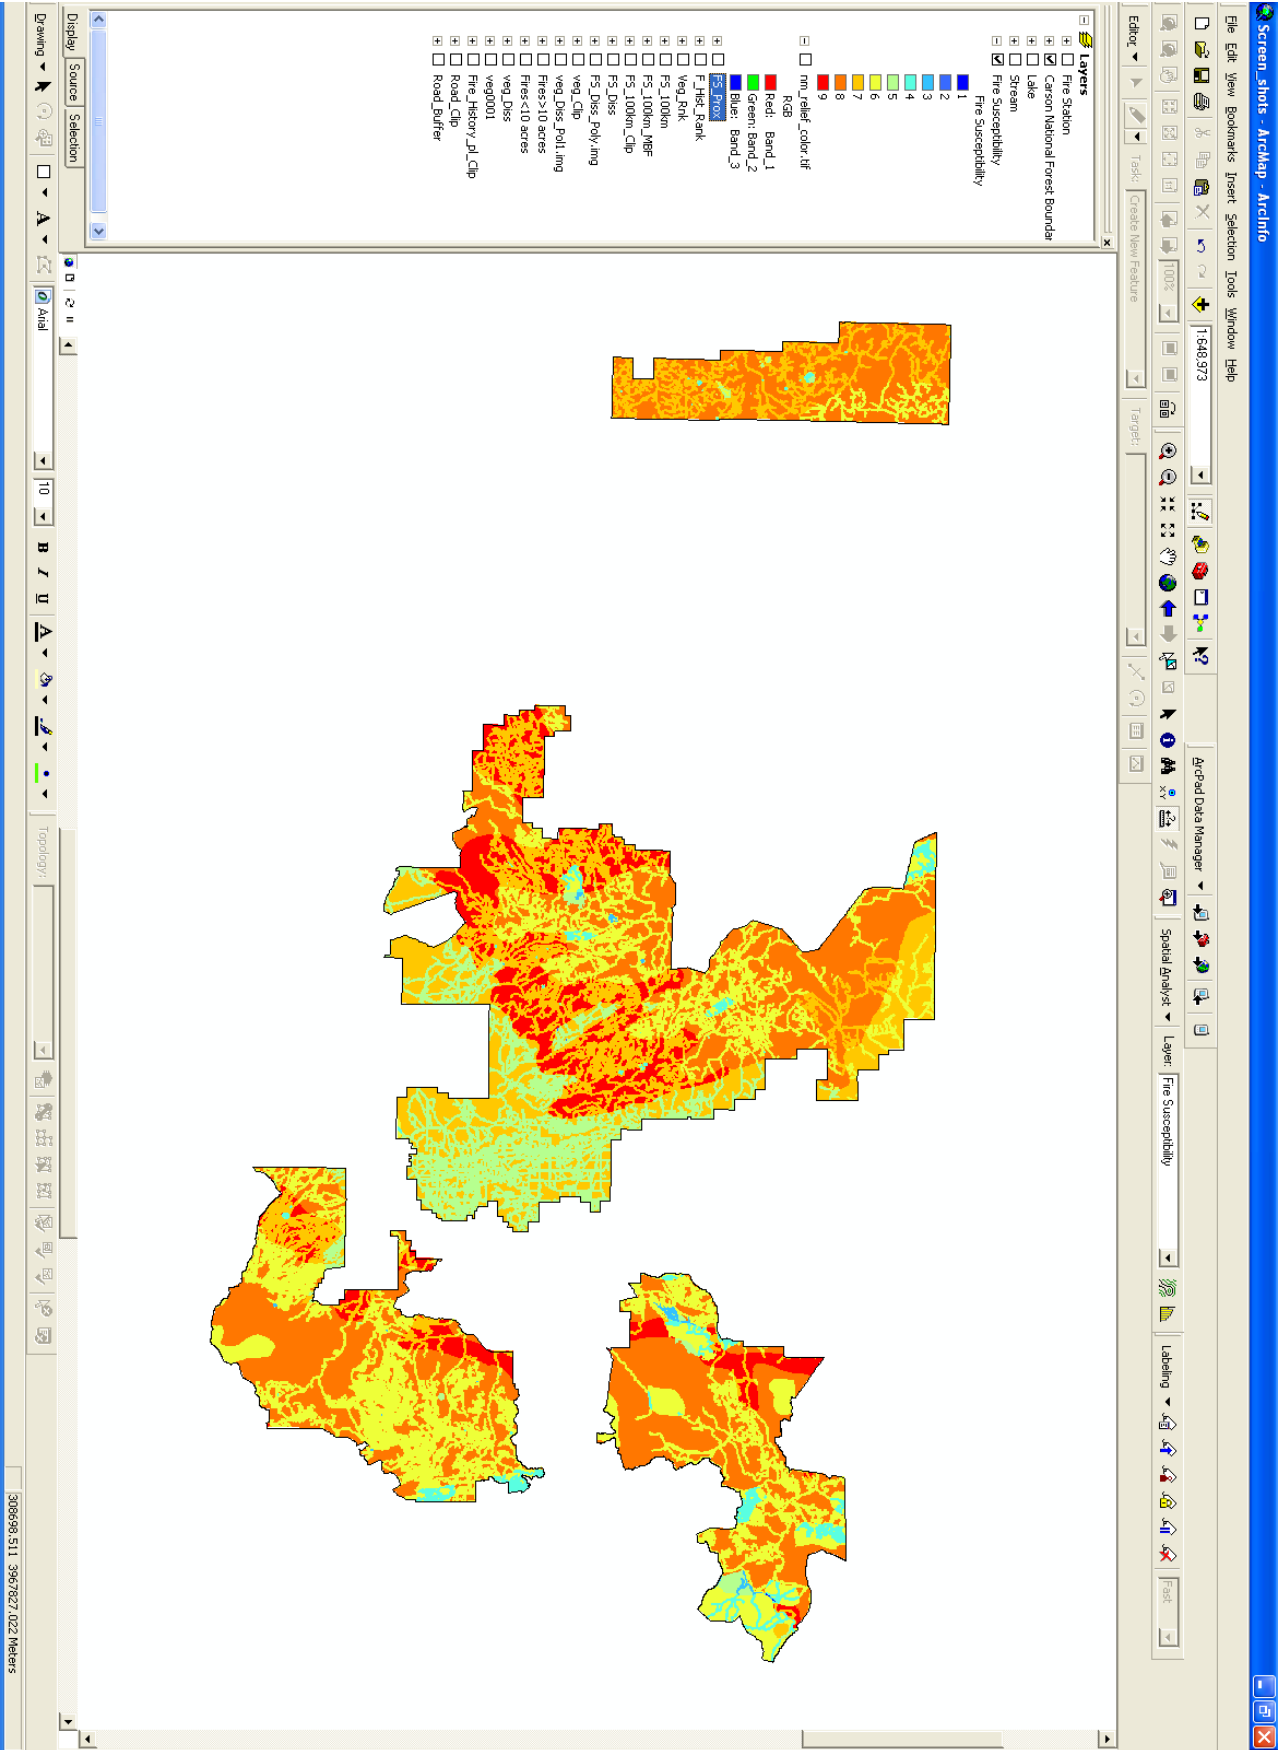 Screen_shots - ArcMap - ArcInfo
File Edit View Bookmarks Insert Selection Tools Window Help
1:648,973
ArcPad Data Manager
100%
Spatial Analyst
Layer:
Fire Susceptibility
Labeling
Fast
Editor
Task:
Create New Feature
Target:
Layers
Fire Station
Carson National Forest Boundar
Lake
Stream
Fire Susceptibility
Fire Susceptibility
1
2
3
4
5
6
7
8
9
nm_relief_color.tif
RGB
Red: Band_1
Green: Band_2
Blue: Band_3
FS_Prox
F_Hist_Rank
Veg_Rnk
FS_100km
FS_100km_MBF
FS_100km_Clip
FS_Diss
FS_Diss_Poly.img
veg_Clip
veg_Diss_Pol1.img
Fires>10 acres
Fires<10 acres
veg_Diss
veg0001
Fire_History_pl_Clip
Road_Clip
Road_Buffer
Display Source Selection
Drawing
A
Arial
10
B I U
A
Topology:
308698.511 3967827.022 Meters